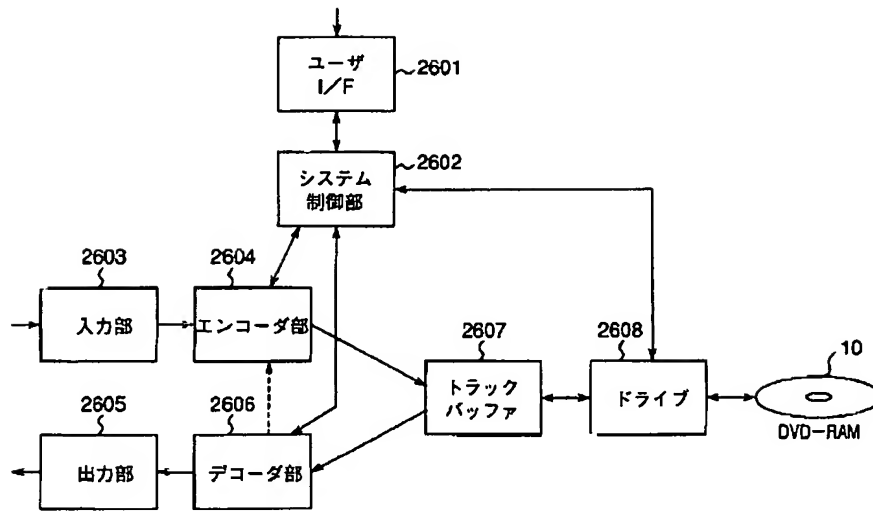 ユーザ
I/F
2601
システム
制御部
2602
2603
入力部
2604
エンコーダ部
2605
出力部
2606
デコーダ部
2607
トラック
バッファ
2608
ドライブ
10
DVD-RAM